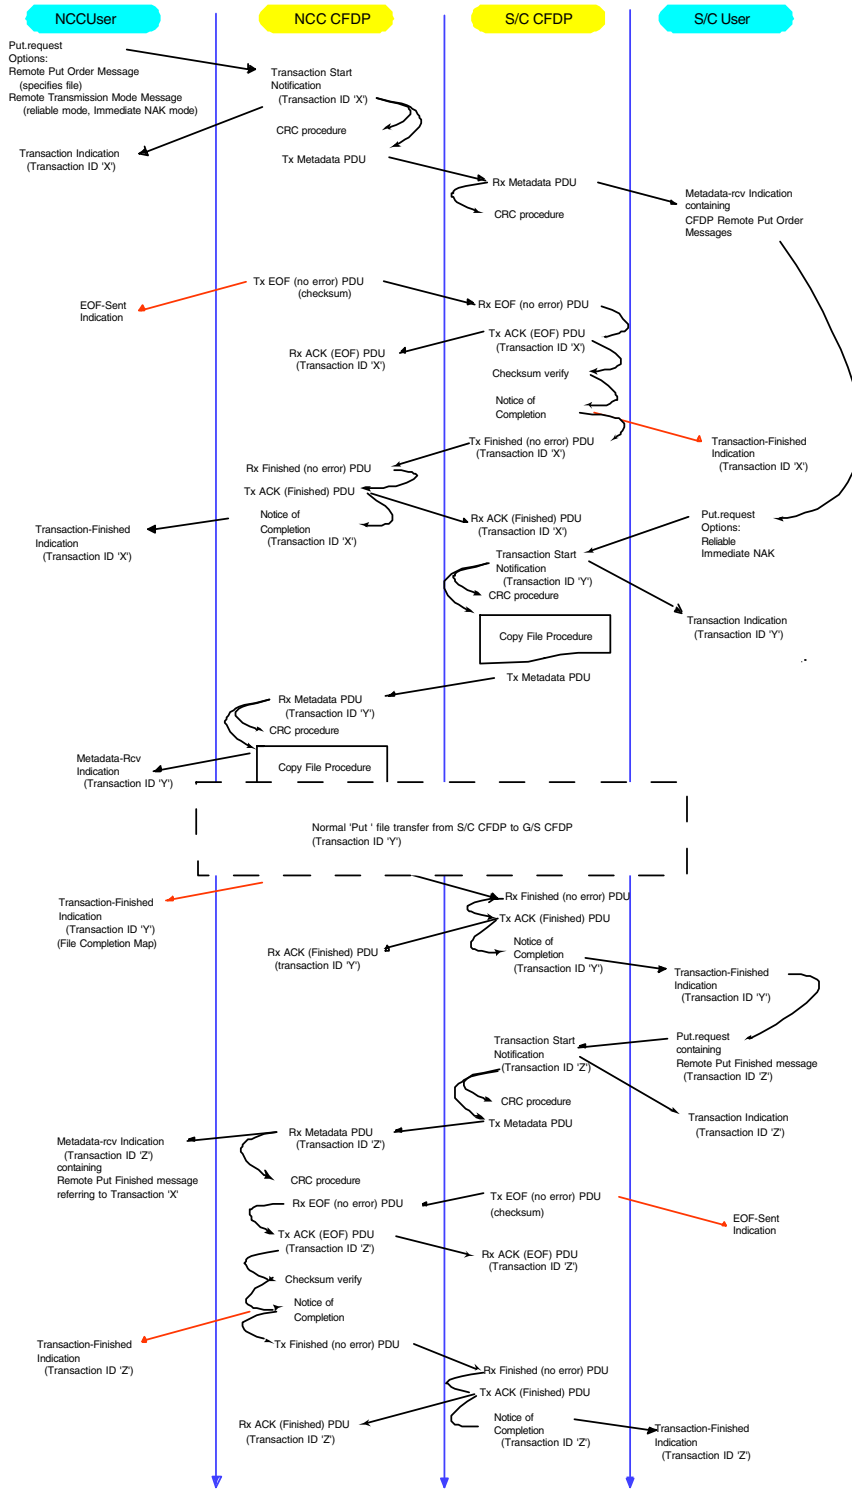 NCCUser
NCC CFDP
S/C CFDP
S/C User
Put.request
Options:
Remote Put Order Message
(specifies file)
Remote Transmission Mode Message
(reliable mode, Immediate NAK mode)
Transaction Start
Notification
(Transaction ID 'X')
CRC procedure
Transaction Indication
(Transaction ID 'X')
Tx Metadata PDU
Rx Metadata PDU
CRC procedure
Metadata-rcv Indication
containing
CFDP Remote Put Order
Messages
Tx EOF (no error) PDU
(checksum)
EOF-Sent
Indication
Rx EOF (no error) PDU
Tx ACK (EOF) PDU
(Transaction ID 'X')
Rx ACK (EOF) PDU
(Transaction ID 'X')
Checksum verify
Notice of
Completion
Tx Finished (no error) PDU
(Transaction ID 'X')
Transaction-Finished
Indication
(Transaction ID 'X')
Rx Finished (no error) PDU
Tx ACK (Finished) PDU
Notice of
Completion
(Transaction ID 'X')
Transaction-Finished
Indication
(Transaction ID 'X')
Rx ACK (Finished) PDU
(Transaction ID 'X')
Put.request
Options:
Reliable
Immediate NAK
Transaction Start
Notification
(Transaction ID 'Y')
CRC procedure
Transaction Indication
(Transaction ID 'Y')
Copy File Procedure
Tx Metadata PDU
Rx Metadata PDU
(Transaction ID 'Y')
CRC procedure
Metadata-Rcv
Indication
(Transaction ID 'Y')
Copy File Procedure
Normal 'Put ' file transfer from S/C CFDP to G/S CFDP
(Transaction ID 'Y')
Transaction-Finished
Indication
(Transaction ID 'Y')
(File Completion Map)
Rx Finished (no error) PDU
Tx ACK (Finished) PDU
Rx ACK (Finished) PDU
(transaction ID 'Y')
Notice of
Completion
(Transaction ID 'Y')
Transaction-Finished
Indication
(Transaction ID 'Y')
Put.request
containing
Remote Put Finished message
(Transaction ID 'Z')
Transaction Start
Notification
(Transaction ID 'Z')
CRC procedure
Tx Metadata PDU
Transaction Indication
(Transaction ID 'Z')
Rx Metadata PDU
(Transaction ID 'Z')
Metadata-rcv Indication
(Transaction ID 'Z')
containing
Remote Put Finished message
referring to Transaction 'X'
CRC procedure
Tx EOF (no error) PDU
(checksum)
Rx EOF (no error) PDU
EOF-Sent
Indication
Tx ACK (EOF) PDU
(Transaction ID 'Z')
Rx ACK (EOF) PDU
(Transaction ID 'Z')
Checksum verify
Notice of
Completion
Transaction-Finished
Indication
(Transaction ID 'Z')
Tx Finished (no error) PDU
Rx Finished (no error) PDU
Tx ACK (Finished) PDU
Rx ACK (Finished) PDU
(Transaction ID 'Z')
Notice of
Completion
(Transaction ID 'Z')
Transaction-Finished
Indication
(Transaction ID 'Z')